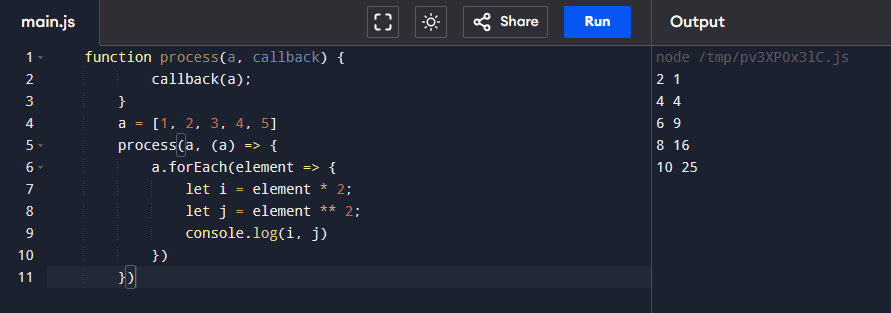 main.js Share Run Output
1 function process(a, callback) { node /tmp/pv3XP0x3lC.js
2 callback(a); 2 1
3 } 4 4
4 a = [1, 2, 3, 4, 5] 6 9
5 process(a, (a) => { 8 16
6 a.forEach(element => { 10 25
7 let i = element * 2;
8 let j = element ** 2;
9 console.log(i, j)
10 })
11 })